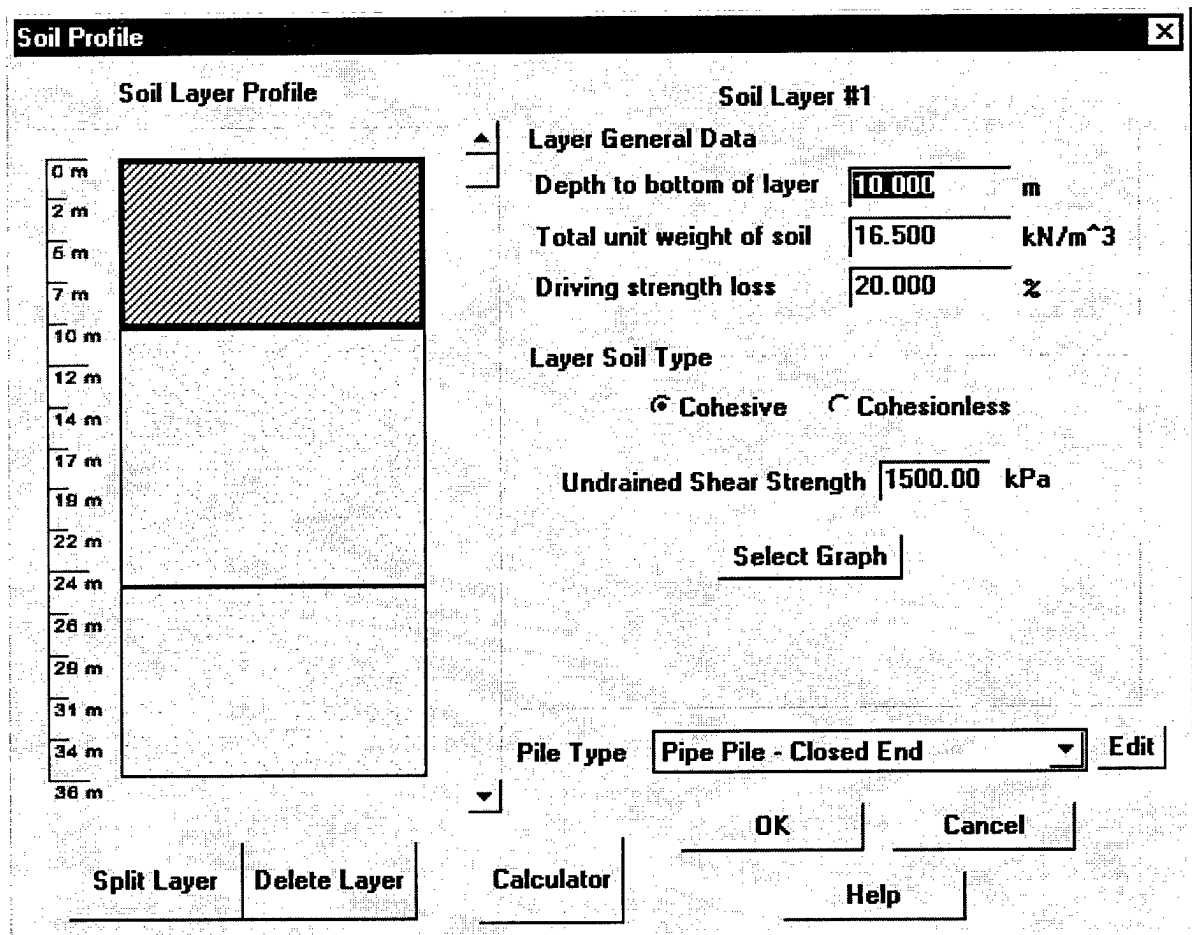 Soil Profile
Soil Layer Profile
0 m
2 m
5 m
7 m
10 m
12 m
14 m
17 m
19 m
22 m
24 m
26 m
29 m
31 m
34 m
36 m
Split Layer
Delete Layer
Calculator
Soil Layer #1
Layer General Data
Depth to bottom of layer 10.000 m
Total unit weight of soil 16.500 kN/m^3
Driving strength loss 20.000 %
Layer Soil Type
Cohesive Cohesionless
Undrained Shear Strength 1500.00 kPa
Select Graph
Pile Type Pipe Pile - Closed End Edit
OK Cancel
Help